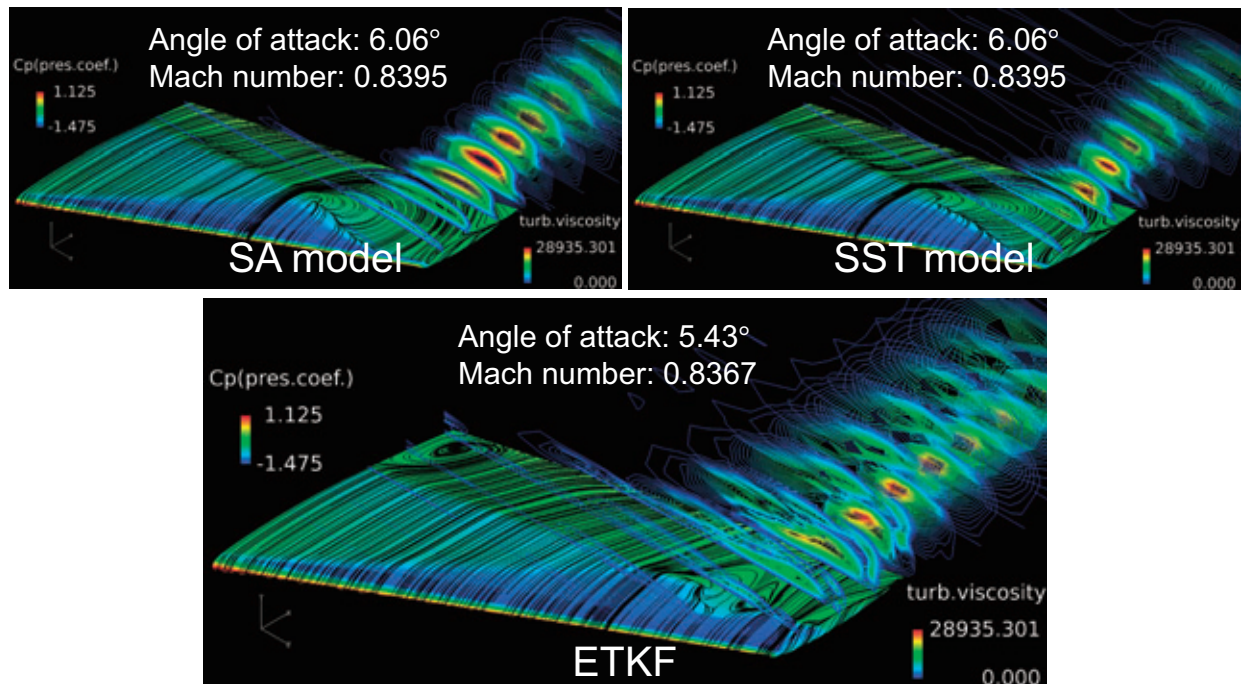 Angle of attack: 6.06°
Mach number: 0.8395
Cp(pres.coef.)
1.125
-1.475
turb.viscosity
28935.301
0.000
SA model
Angle of attack: 6.06°
Mach number: 0.8395
Cp(pres.coef.)
1.125
-1.475
turb.viscosity
28935.301
0.000
SST model
Angle of attack: 5.43°
Mach number: 0.8367
Cp(pres.coef.)
1.125
-1.475
turb.viscosity
28935.301
0.000
ETKF